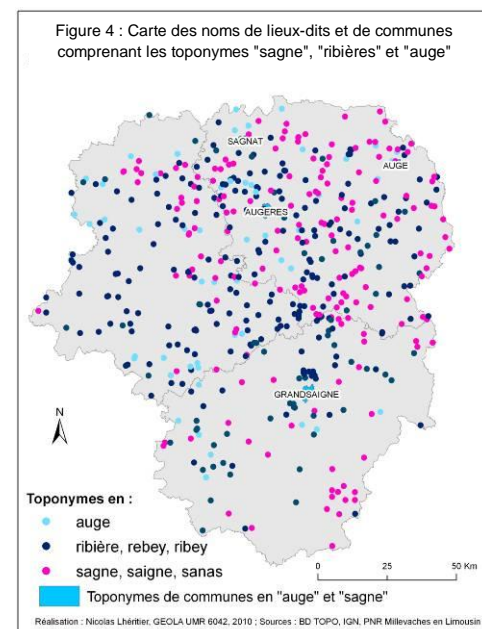 Figure 4 : Carte des noms de lieux-dits et de communes
comprenant les toponymes "sagne", "ribières" et "auge"
SAGNAT
AUGE
AUGERES
GRANDSAIGNE
N
Toponymes en :
auge
ribière, rebey, ribey
sagne, saigne, sanas
Toponymes de communes en "auge" et "sagne"
0 25 50 Km
Réalisation : Nicolas Lhéritier, GEOLA UMR 6042, 2010 ; Sources : BD TOPO, IGN, PNR Millevaches en Limousin